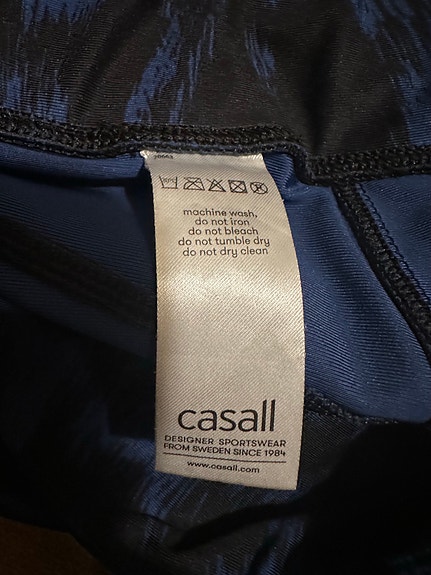 machine wash,
do not iron
do not bleach
do not tumble dry
do not dry clean
casall
DESIGNER SPORTSWEAR
FROM SWEDEN SINCE 1984
www.casall.com